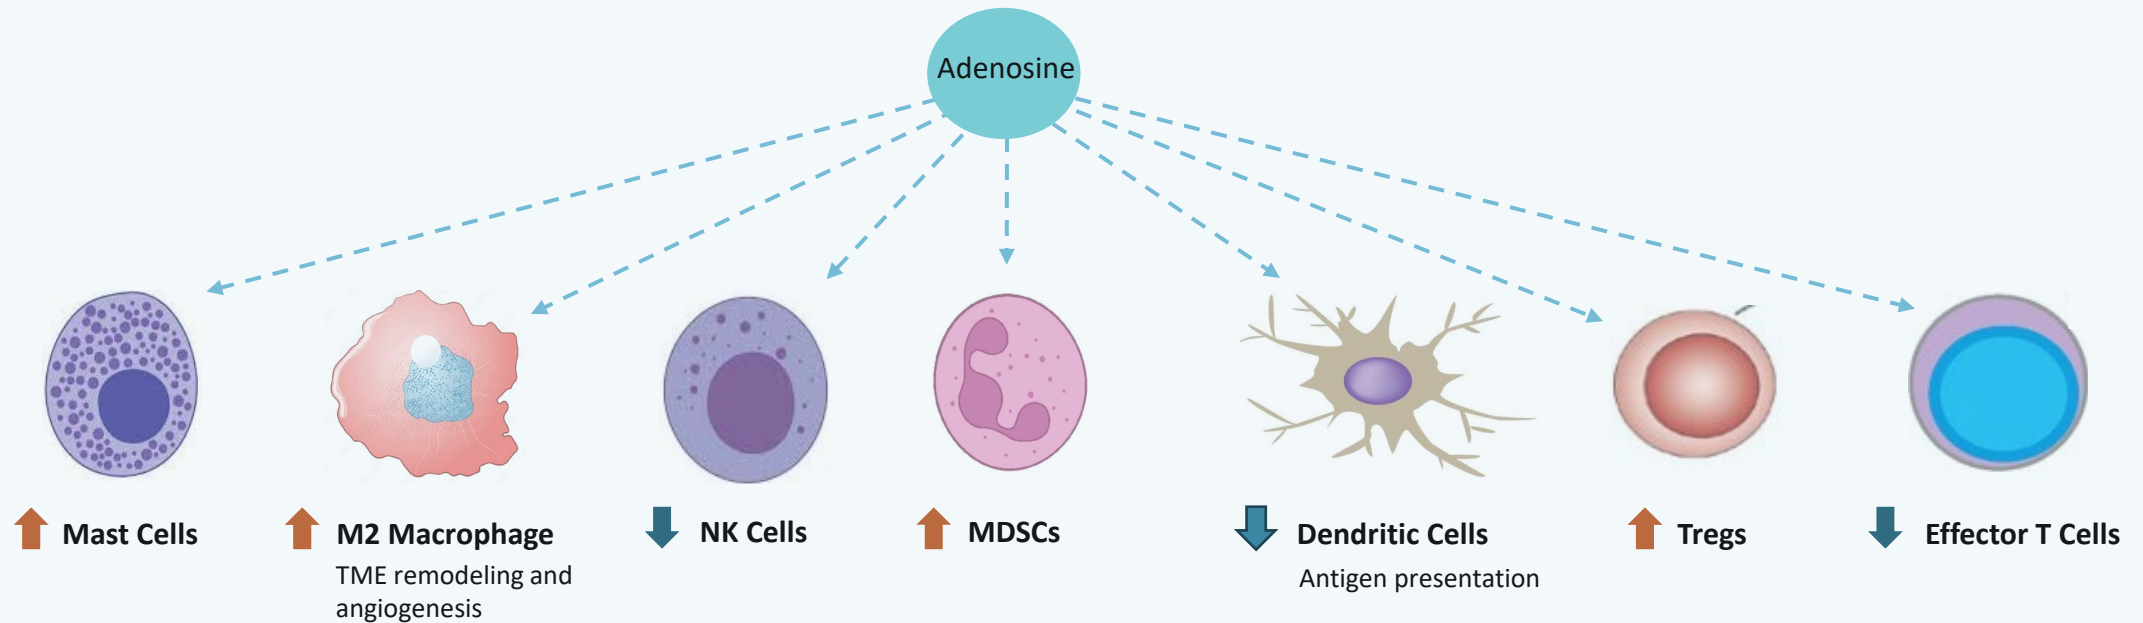 Adenosine
Mast Cells
M2 Macrophage
TME remodeling and
angiogenesis
NK Cells
MDSCs
Dendritic Cells
Antigen presentation
Tregs
Effector T Cells